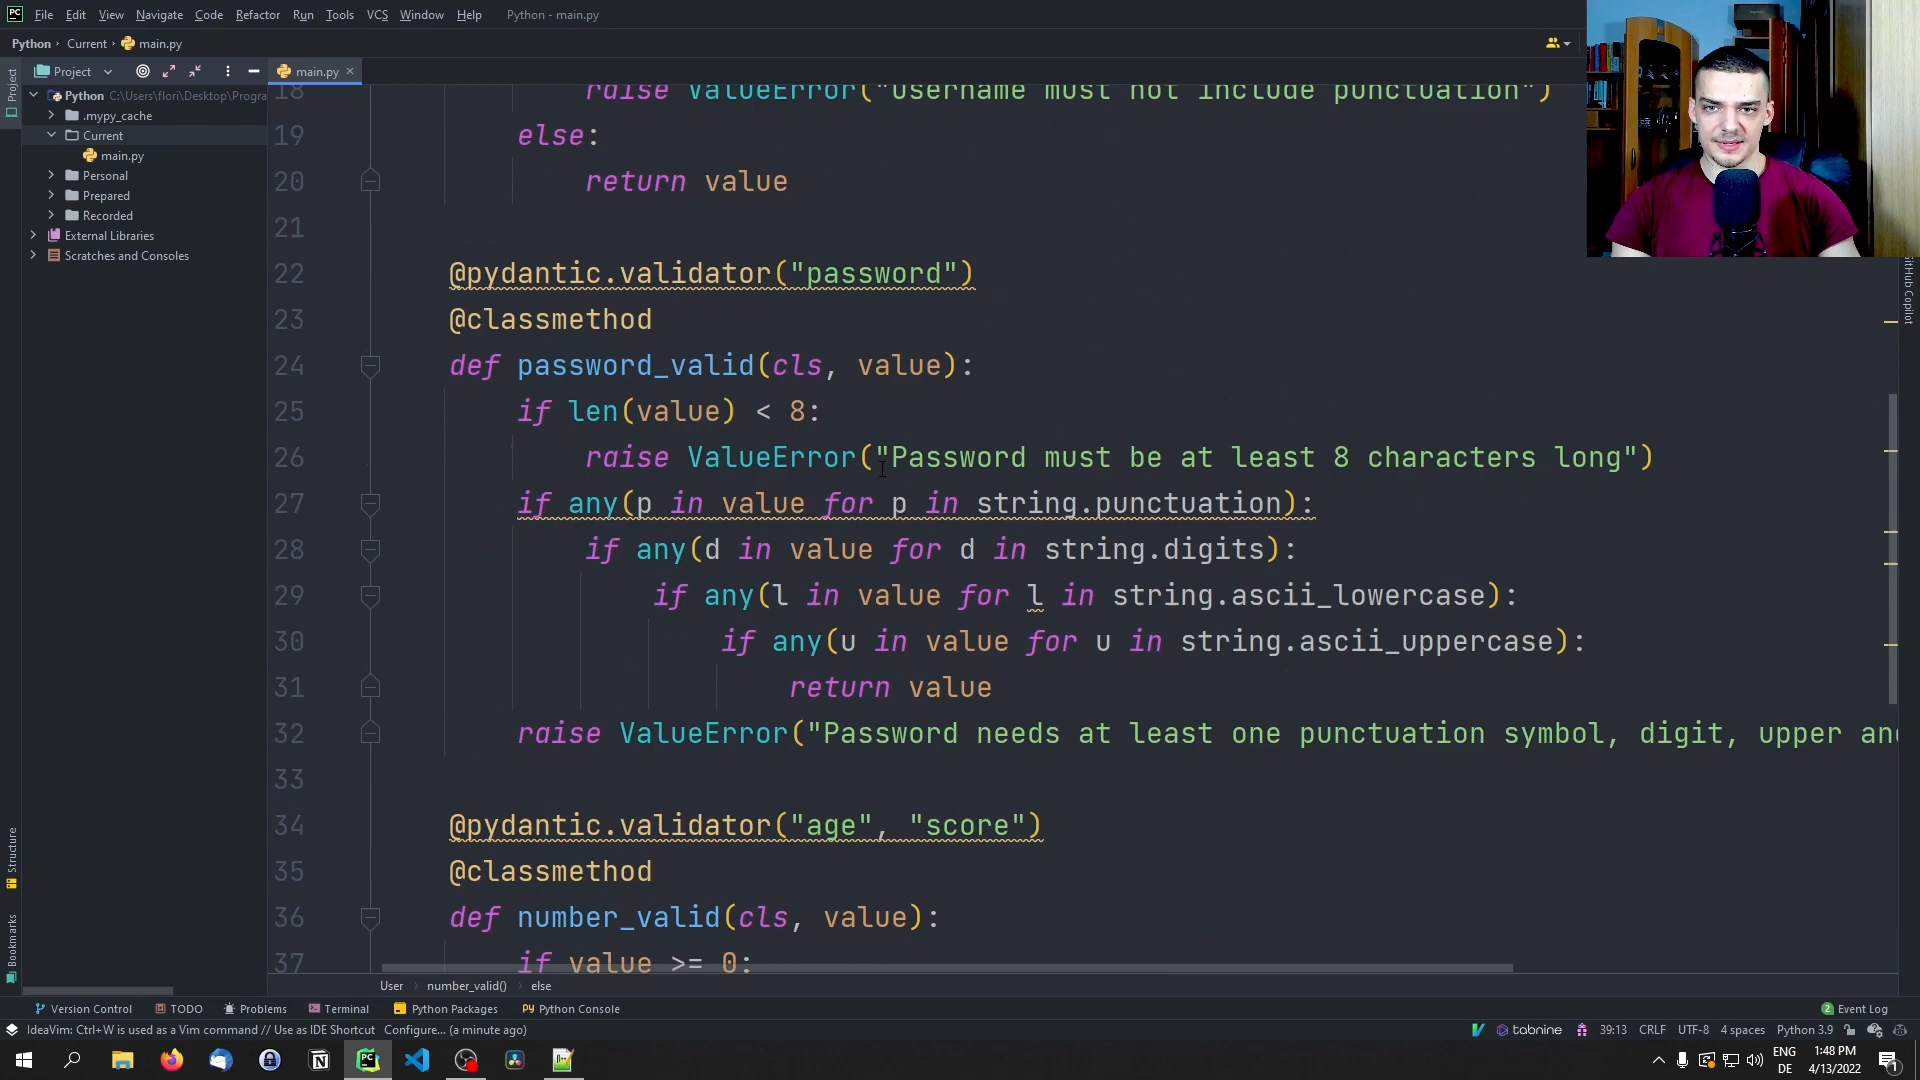 PC File Edit View Navigate Code Refactor Run Tools VCS Window Help Python - main.py
Python › Current › main.py
Project main.py
Python C:\Users\flori\Desktop\Progra
.mypy_cache
Current
main.py
Personal
Prepared
Recorded
External Libraries
Scratches and Consoles
Project
Structure
Bookmarks
GitHub Copilot
18 raise ValueError("Username must not include punctuation")
19 else:
20 return value
21
22 @pydantic.validator("password")
23 @classmethod
24 def password_valid(cls, value):
25 if len(value) < 8:
26 raise ValueError("Password must be at least 8 characters long")
27 if any(p in value for p in string.punctuation):
28 if any(d in value for d in string.digits):
29 if any(l in value for l in string.ascii_lowercase):
30 if any(u in value for u in string.ascii_uppercase):
31 return value
32 raise ValueError("Password needs at least one punctuation symbol, digit, upper and
33
34 @pydantic.validator("age", "score")
35 @classmethod
36 def number_valid(cls, value):
37 if value >= 0:
User › number_valid() › else
Version Control TODO Problems Terminal Python Packages Python Console 2 Event Log
IdeaVim: Ctrl+W is used as a Vim command // Use as IDE Shortcut Configure... (a minute ago) tabnine 39:13 CRLF UTF-8 4 spaces Python 3.9
ENG 1:48 PM
DE 4/13/2022 1